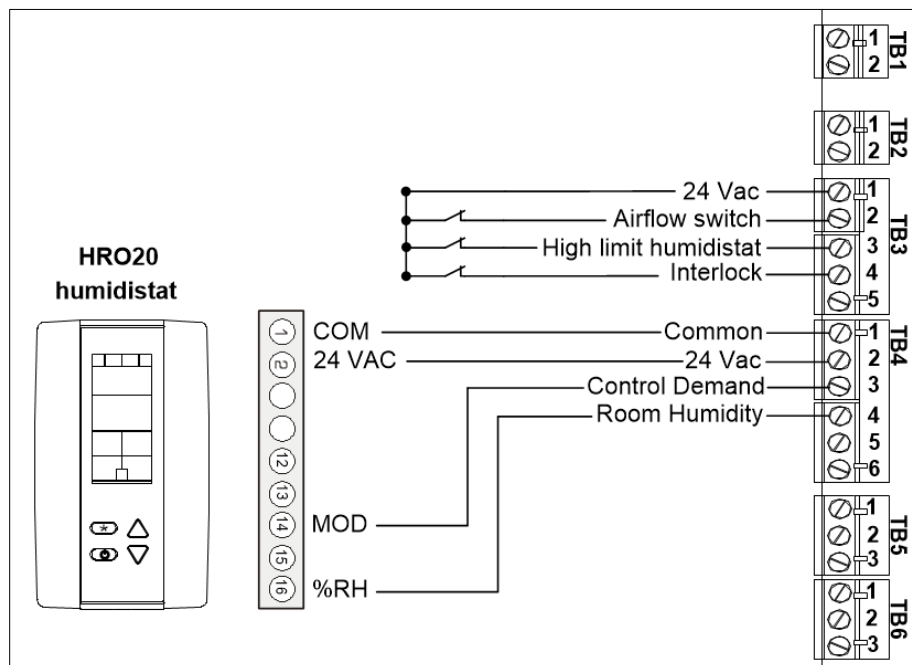 HRO20
humidistat
1 COM
2 24 VAC
12
13
14 MOD
15
16 %RH
24 Vac
Airflow switch
High limit humidistat
Interlock
Common
24 Vac
Control Demand
Room Humidity
1
2
TB1
1
2
TB2
1
2
3
4
5
TB3
1
2
3
4
5
6
TB4
1
2
3
TB5
1
2
3
TB6